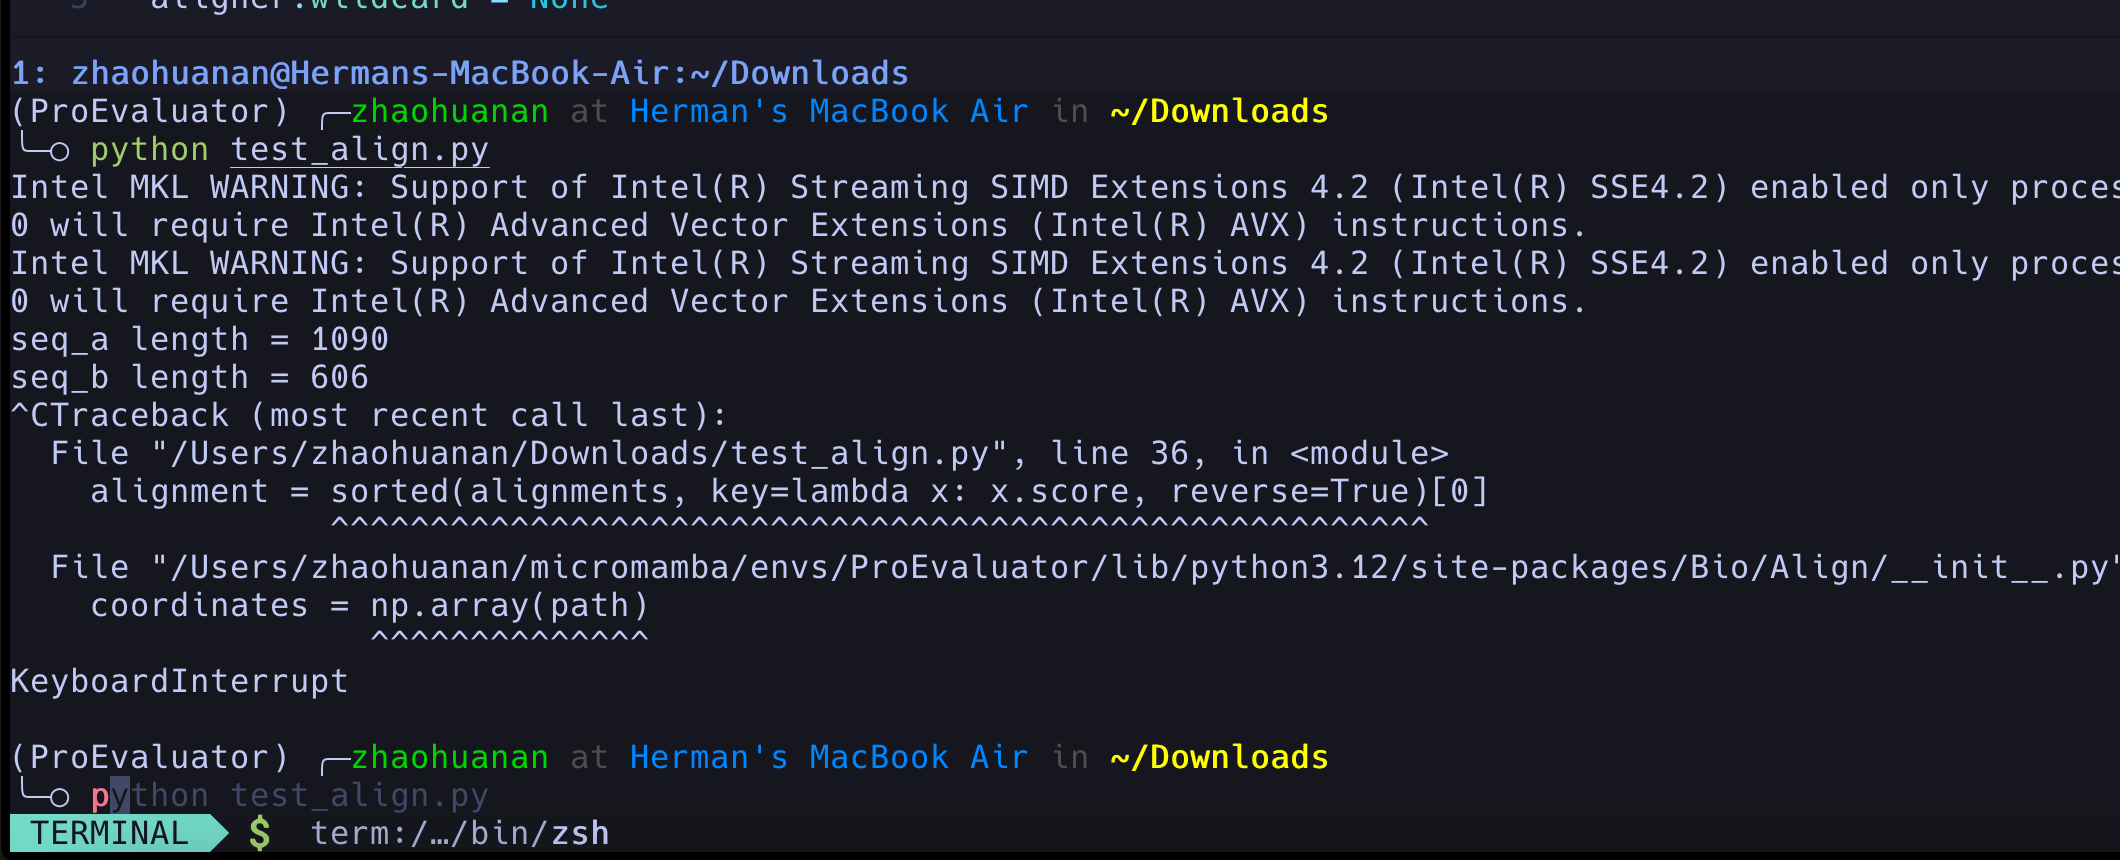 5 aligner.wildcard = None
1: zhaohuanan@Hermans-MacBook-Air:~/Downloads
(ProEvaluator) ╭─zhaohuanan at Herman's MacBook Air in ~/Downloads
╰─○ python test_align.py
Intel MKL WARNING: Support of Intel(R) Streaming SIMD Extensions 4.2 (Intel(R) SSE4.2) enabled only proces
0 will require Intel(R) Advanced Vector Extensions (Intel(R) AVX) instructions.
Intel MKL WARNING: Support of Intel(R) Streaming SIMD Extensions 4.2 (Intel(R) SSE4.2) enabled only proces
0 will require Intel(R) Advanced Vector Extensions (Intel(R) AVX) instructions.
seq_a length = 1090
seq_b length = 606
^CTraceback (most recent call last):
  File "/Users/zhaohuanan/Downloads/test_align.py", line 36, in <module>
    alignment = sorted(alignments, key=lambda x: x.score, reverse=True)[0]
                ^^^^^^^^^^^^^^^^^^^^^^^^^^^^^^^^^^^^^^^^^^^^^^^^^^^^^^^
  File "/Users/zhaohuanan/micromamba/envs/ProEvaluator/lib/python3.12/site-packages/Bio/Align/__init__.py"
    coordinates = np.array(path)
                  ^^^^^^^^^^^^^^
KeyboardInterrupt
(ProEvaluator) ╭─zhaohuanan at Herman's MacBook Air in ~/Downloads
╰─○ python test_align.py
TERMINAL $ term:/…/bin/zsh